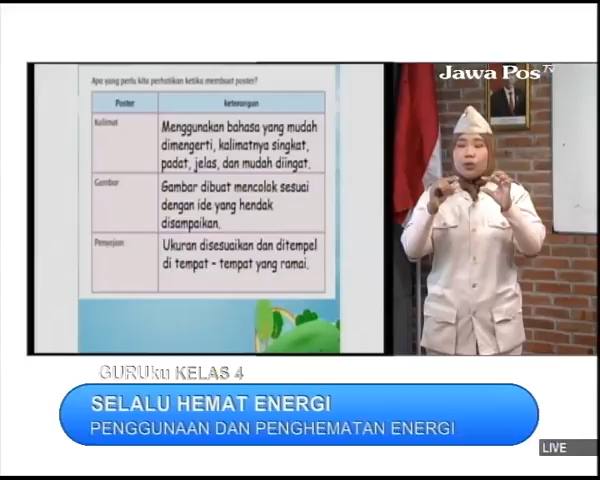 Jawa Pos TV
Apa yang perlu kita perhatikan ketika membuat poster?
Poster
keterangan
Kalimat
Menggunakan bahasa yang mudah
dimengerti, kalimatnya singkat,
padat, jelas, dan mudah diingat.
Gambar
Gambar dibuat mencolok sesuai
dengan ide yang hendak
disampaikan.
Penyajian
Ukuran disesuaikan dan ditempel
di tempat - tempat yang ramai.
GURUku KELAS 4
SELALU HEMAT ENERGI
PENGGUNAAN DAN PENGHEMATAN ENERGI
LIVE